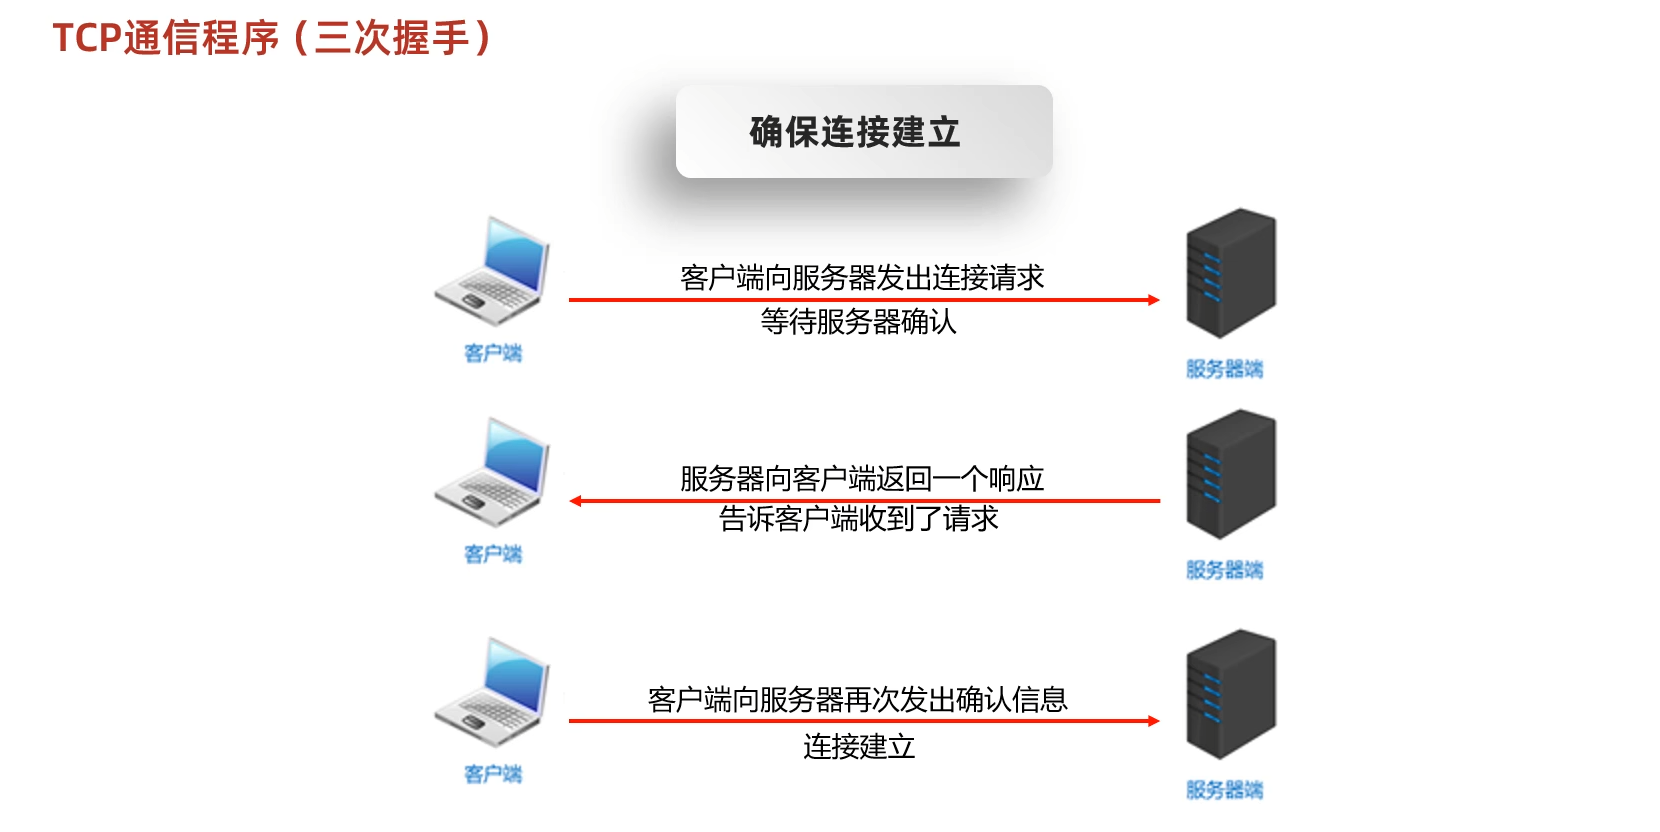 TCP通信程序（三次握手）
确保连接建立
客户端向服务器发出连接请求
等待服务器确认
客户端
服务器端
服务器向客户端返回一个响应
告诉客户端收到了请求
客户端
服务器端
客户端向服务器再次发出确认信息
连接建立
客户端
服务器端